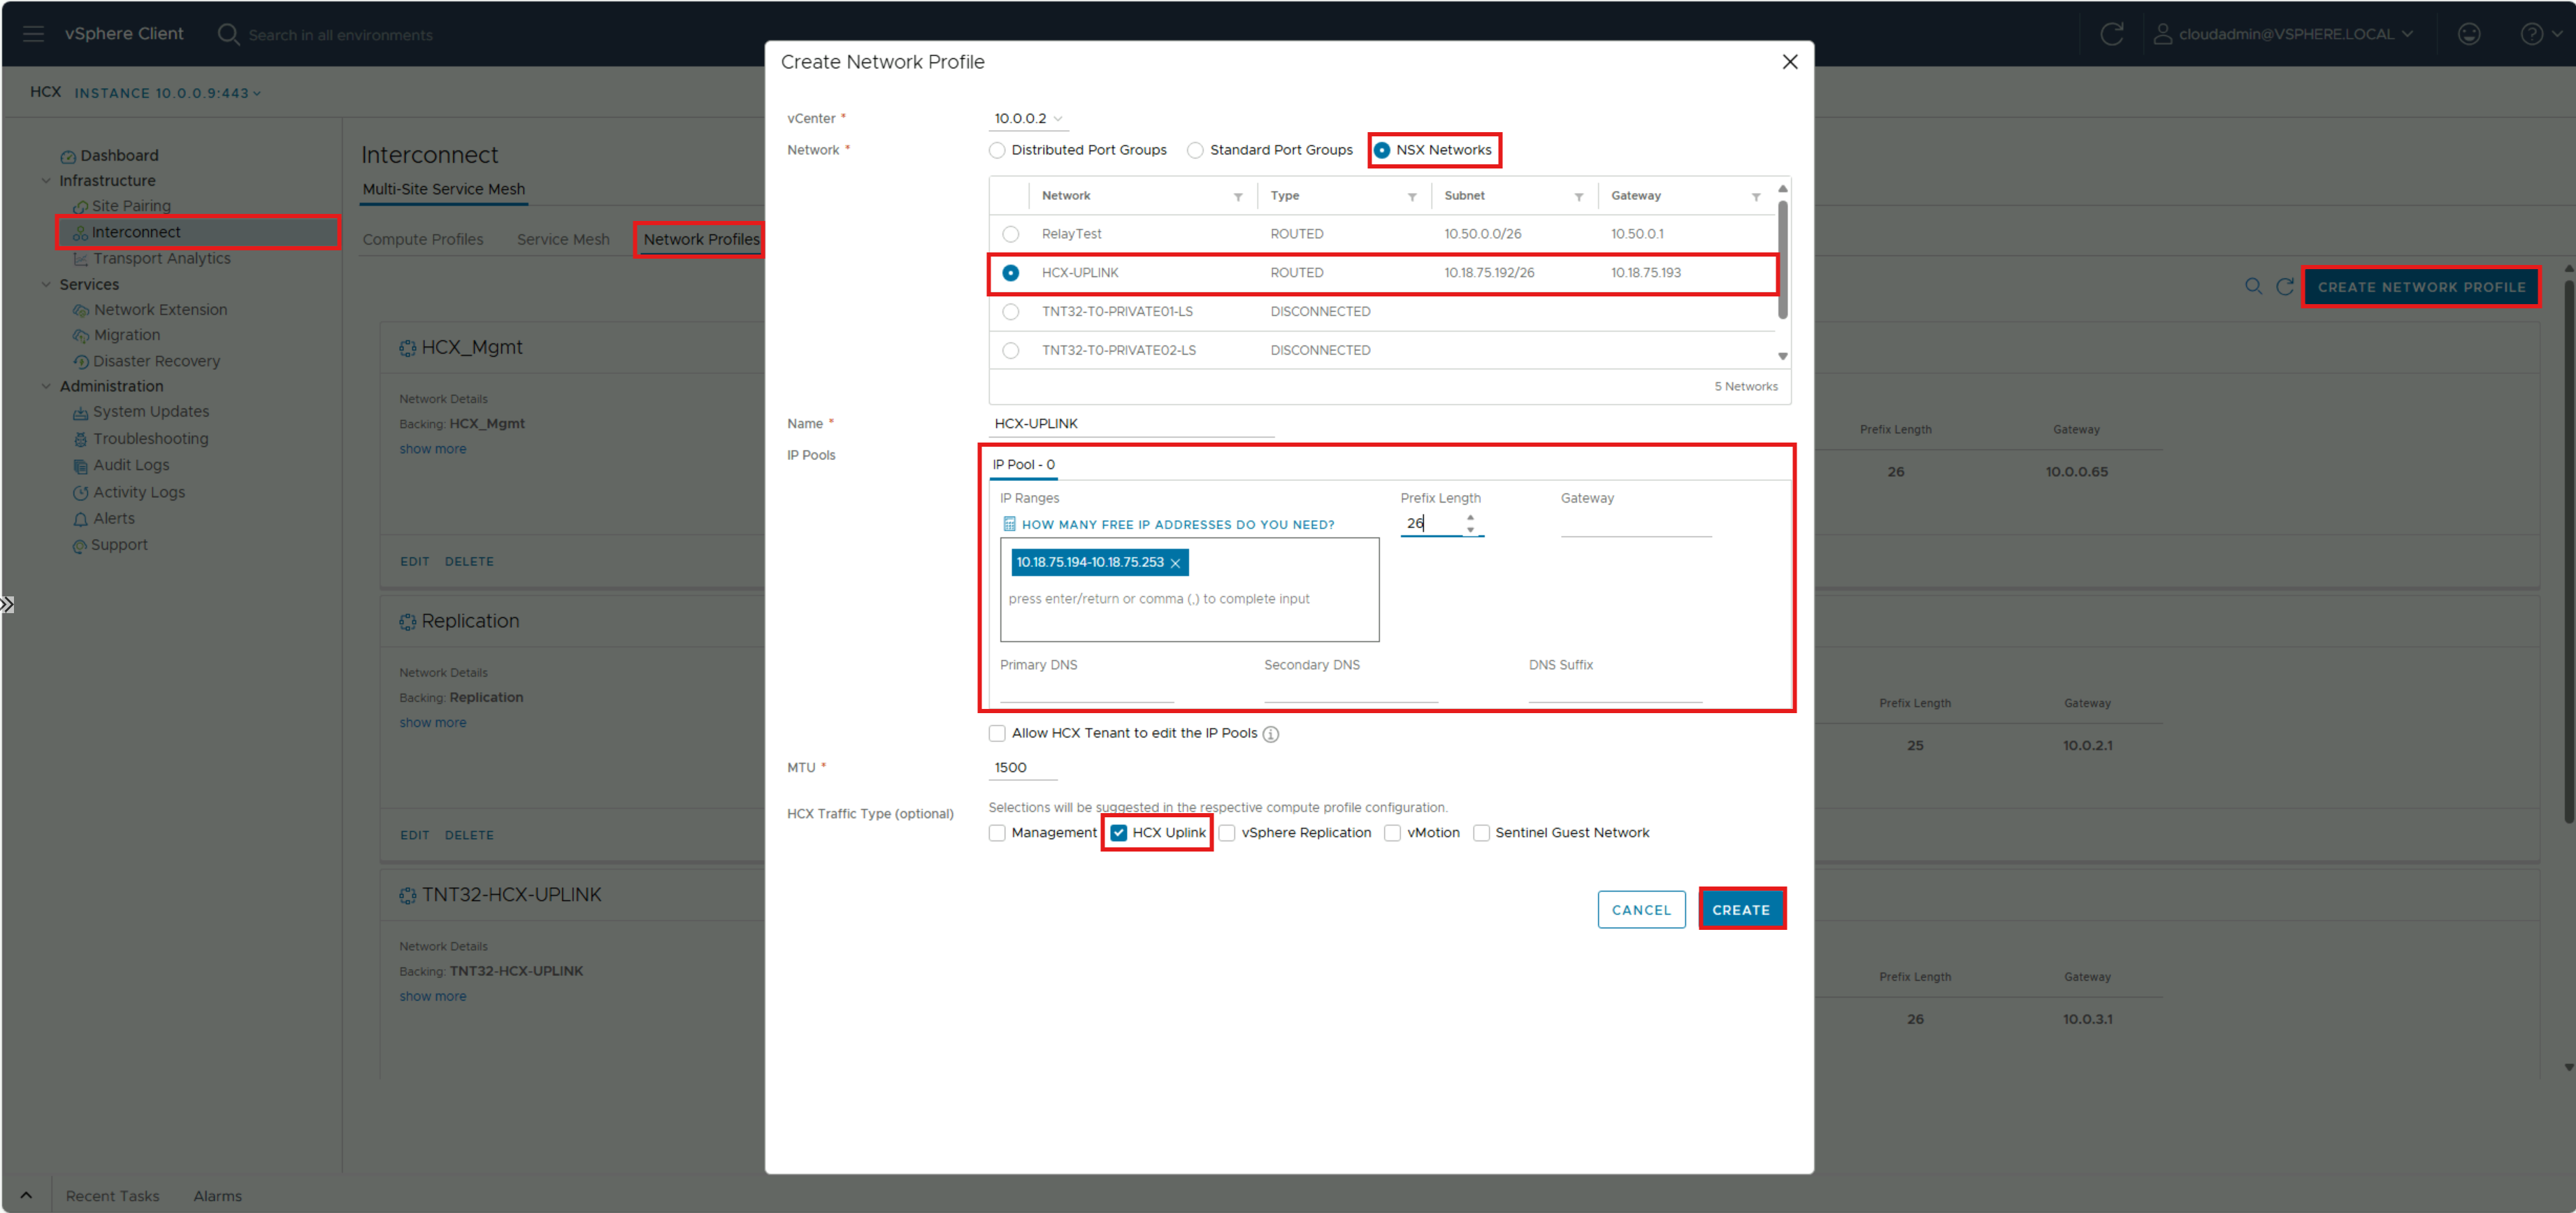 vSphere Client
Search in all environments
cloudadmin@VSPHERE.LOCAL
HCX INSTANCE 10.0.0.9:443
Dashboard
Infrastructure
Site Pairing
Interconnect
Transport Analytics
Services
Network Extension
Migration
Disaster Recovery
Administration
System Updates
Troubleshooting
Audit Logs
Activity Logs
Alerts
Support
Interconnect
Multi-Site Service Mesh
Compute Profiles Service Mesh Network Profiles
CREATE NETWORK PROFILE
HCX_Mgmt
Network Details
Backing: HCX_Mgmt
show more
Prefix Length Gateway
26 10.0.0.65
EDIT DELETE
Replication
Network Details
Backing: Replication
show more
Prefix Length Gateway
25 10.0.2.1
EDIT DELETE
TNT32-HCX-UPLINK
Network Details
Backing: TNT32-HCX-UPLINK
show more
Prefix Length Gateway
26 10.0.3.1
Create Network Profile
vCenter * 10.0.0.2
Network * Distributed Port Groups Standard Port Groups NSX Networks
Network Type Subnet Gateway
RelayTest ROUTED 10.50.0.0/26 10.50.0.1
HCX-UPLINK ROUTED 10.18.75.192/26 10.18.75.193
TNT32-T0-PRIVATE01-LS DISCONNECTED
TNT32-T0-PRIVATE02-LS DISCONNECTED
5 Networks
Name * HCX-UPLINK
IP Pools
IP Pool - 0
IP Ranges Prefix Length Gateway
HOW MANY FREE IP ADDRESSES DO YOU NEED? 26
10.18.75.194-10.18.75.253
press enter/return or comma (,) to complete input
Primary DNS Secondary DNS DNS Suffix
Allow HCX Tenant to edit the IP Pools
MTU * 1500
HCX Traffic Type (optional) Selections will be suggested in the respective compute profile configuration.
Management HCX Uplink vSphere Replication vMotion Sentinel Guest Network
CANCEL CREATE
Recent Tasks Alarms